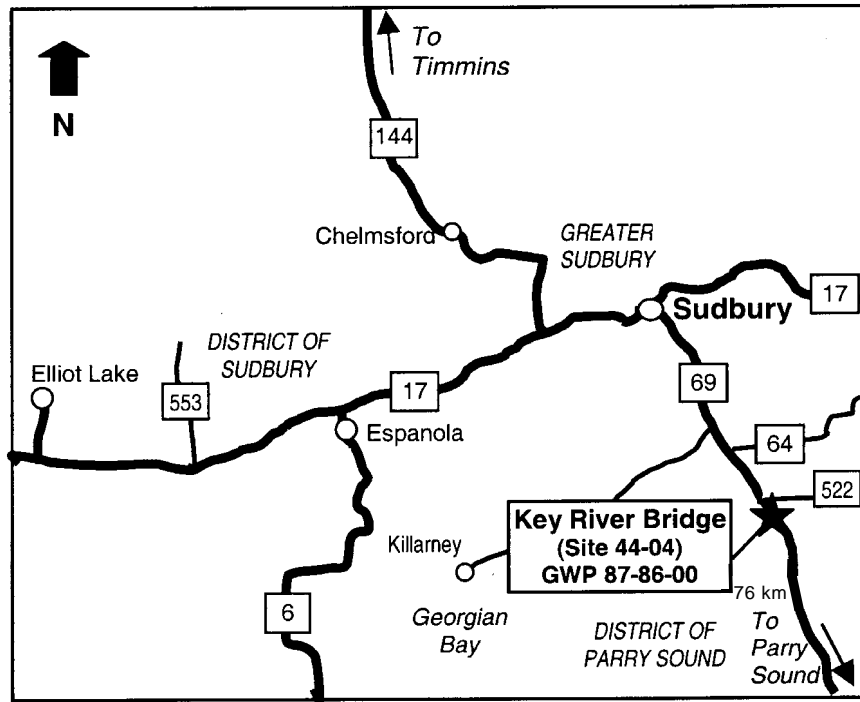 To
Timmins
N
144
Chelmsford
GREATER
SUDBURY
17
Sudbury
DISTRICT OF
SUDBURY
Elliot Lake
553
17
69
Espanola
64
522
Key River Bridge
(Site 44-04)
GWP 87-86-00
Killarney
6
Georgian
Bay
76 km
DISTRICT OF
PARRY SOUND
To
Parry
Sound